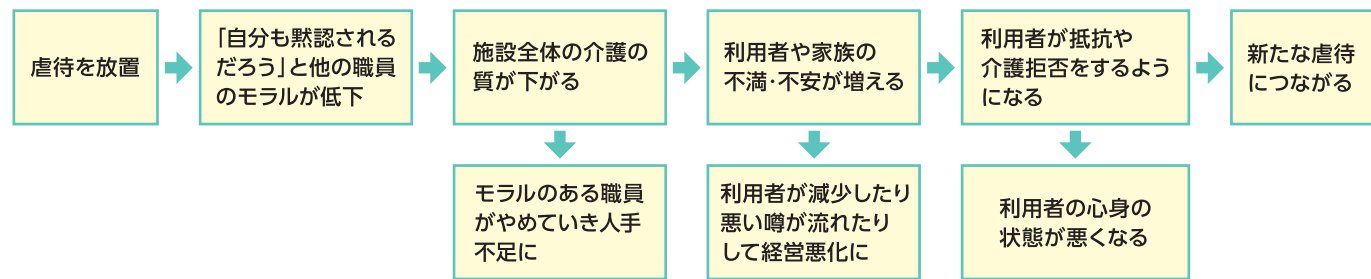 虐待を放置
「自分も黙認される
だろう」と他の職員
のモラルが低下
施設全体の介護の
質が下がる
利用者や家族の
不満・不安が増える
利用者が抵抗や
介護拒否をするよう
になる
新たな虐待
につながる
モラルのある職員
がやめていき人手
不足に
利用者が減少したり
悪い噂が流れたり
して経営悪化に
利用者の心身の
状態が悪くなる